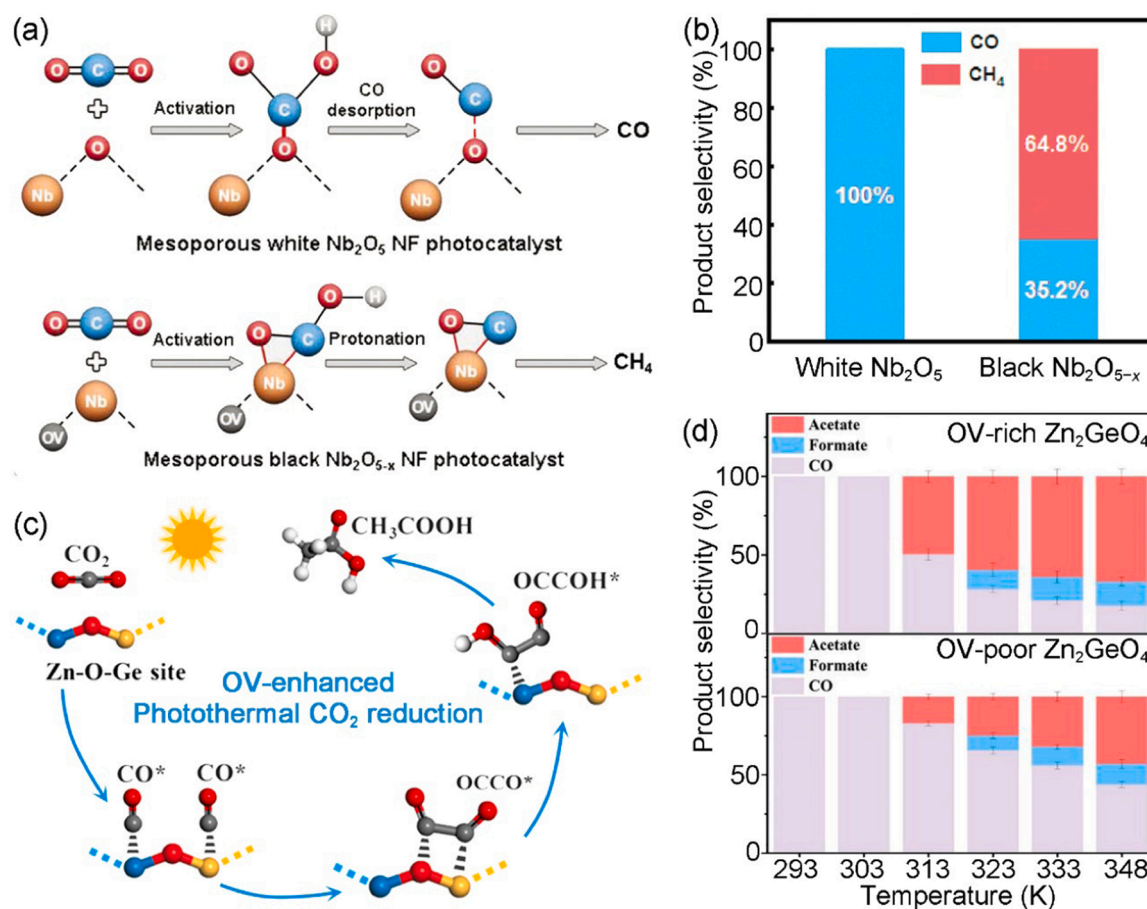 (a)
H
O C O
O
O
O
C
C
Activation
CO
desorption
CO
O
O
O
Nb
Nb
Nb
Mesoporous white Nb₂O₅ NF photocatalyst
O H
O C O
Activation
O
C
Protonation
O
C
CH₄
Nb
Nb
Nb
OV
OV
OV
Mesoporous black Nb₂O₅₋ₓ NF photocatalyst
(b)
Product selectivity (%)
100
80
60
40
20
0
CO
CH₄
100%
64.8%
35.2%
White Nb₂O₅
Black Nb₂O₅₋ₓ
(c)
CO₂
CH₃COOH
OCCOH*
Zn-O-Ge site
OV-enhanced
Photothermal CO₂ reduction
CO*
CO*
OCCO*
(d)
Acetate
Formate
CO
OV-rich Zn₂GeO₄
Product selectivity (%)
100
50
0
Acetate
Formate
CO
OV-poor Zn₂GeO₄
Product selectivity (%)
100
50
0
293 303 313 323 333 348
Temperature (K)